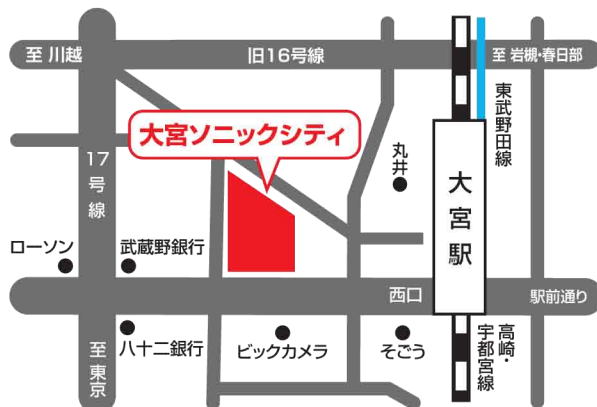 至 川越
旧16号線
至 岩槻・春日部
東武野田線
大宮ソニックシティ
丸井
17号線
大宮駅
ローソン
武蔵野銀行
西口
駅前通り
八十二銀行
ビックカメラ
そごう
高崎・
宇都宮線
至 東京